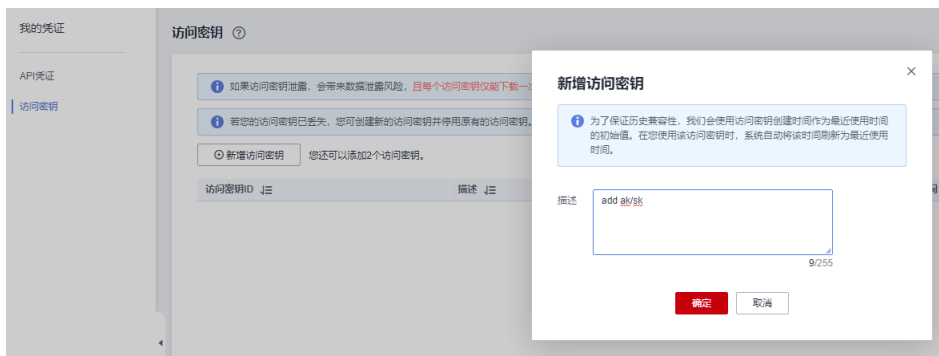 我的凭证
API凭证
访问密钥
访问密钥
如果访问密钥泄露，会带来数据泄露风险，且每个访问密钥仅能下载一次
若您的访问密钥已丢失，您可创建新的访问密钥并停用原有的访问密钥。
新增访问密钥
您还可以添加2个访问密钥。
访问密钥ID
描述
新增访问密钥
为了保证历史兼容性，我们会使用访问密钥创建时间作为最近使用时间
的初始值。在您使用该访问密钥时，系统自动将该时间刷新为最近使用
时间。
描述
add ak/sk
9/255
确定
取消